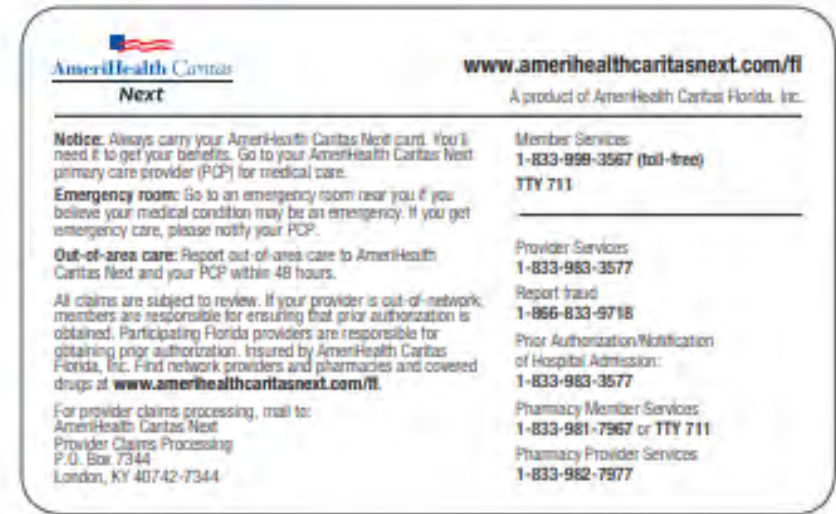 AmeriHealth Caritas
Next
www.amerihealthcaritasnext.com/fl
A product of AmeriHealth Caritas Florida, Inc.
Notice: Always carry your AmeriHealth Caritas Next card. You'll
need it to get your benefits. Go to your AmeriHealth Caritas Next
primary care provider (PCP) for medical care.
Emergency room: Go to an emergency room near you if you
believe your medical condition may be an emergency. If you get
emergency care, please notify your PCP.
Out-of-area care: Report out-of-area care to AmeriHealth
Caritas Next and your PCP within 48 hours.
All claims are subject to review. If your provider is out-of-network,
members are responsible for ensuring that prior authorization is
obtained. Participating Florida providers are responsible for
obtaining prior authorization. Insured by AmeriHealth Caritas
Florida, Inc. Find network providers and pharmacies and covered
drugs at www.amerihealthcaritasnext.com/fl.
For provider claims processing, mail to:
AmeriHealth Caritas Next
Provider Claims Processing
P.O. Box 7344
London, KY 40742-7344
Member Services
1-833-999-3567 (toll-free)
TTY 711
Provider Services
1-833-983-3577
Report fraud
1-866-833-9718
Prior Authorization/Notification
of Hospital Admission:
1-833-983-3577
Pharmacy Member Services
1-833-981-7967 or TTY 711
Pharmacy Provider Services
1-833-982-7977